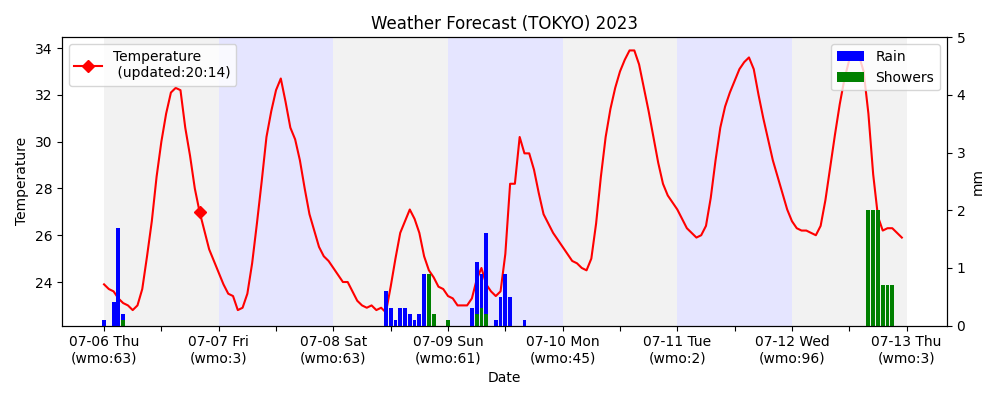 Weather Forecast (TOKYO) 2023
Temperature
(updated:20:14)
Rain
Showers
Temperature
34
32
30
28
26
24
5
4
3
2
1
0
mm
07-06 Thu
(wmo:63)
07-07 Fri
(wmo:3)
07-08 Sat
(wmo:63)
07-09 Sun
(wmo:61)
07-10 Mon
(wmo:45)
07-11 Tue
(wmo:2)
07-12 Wed
(wmo:96)
07-13 Thu
(wmo:3)
Date